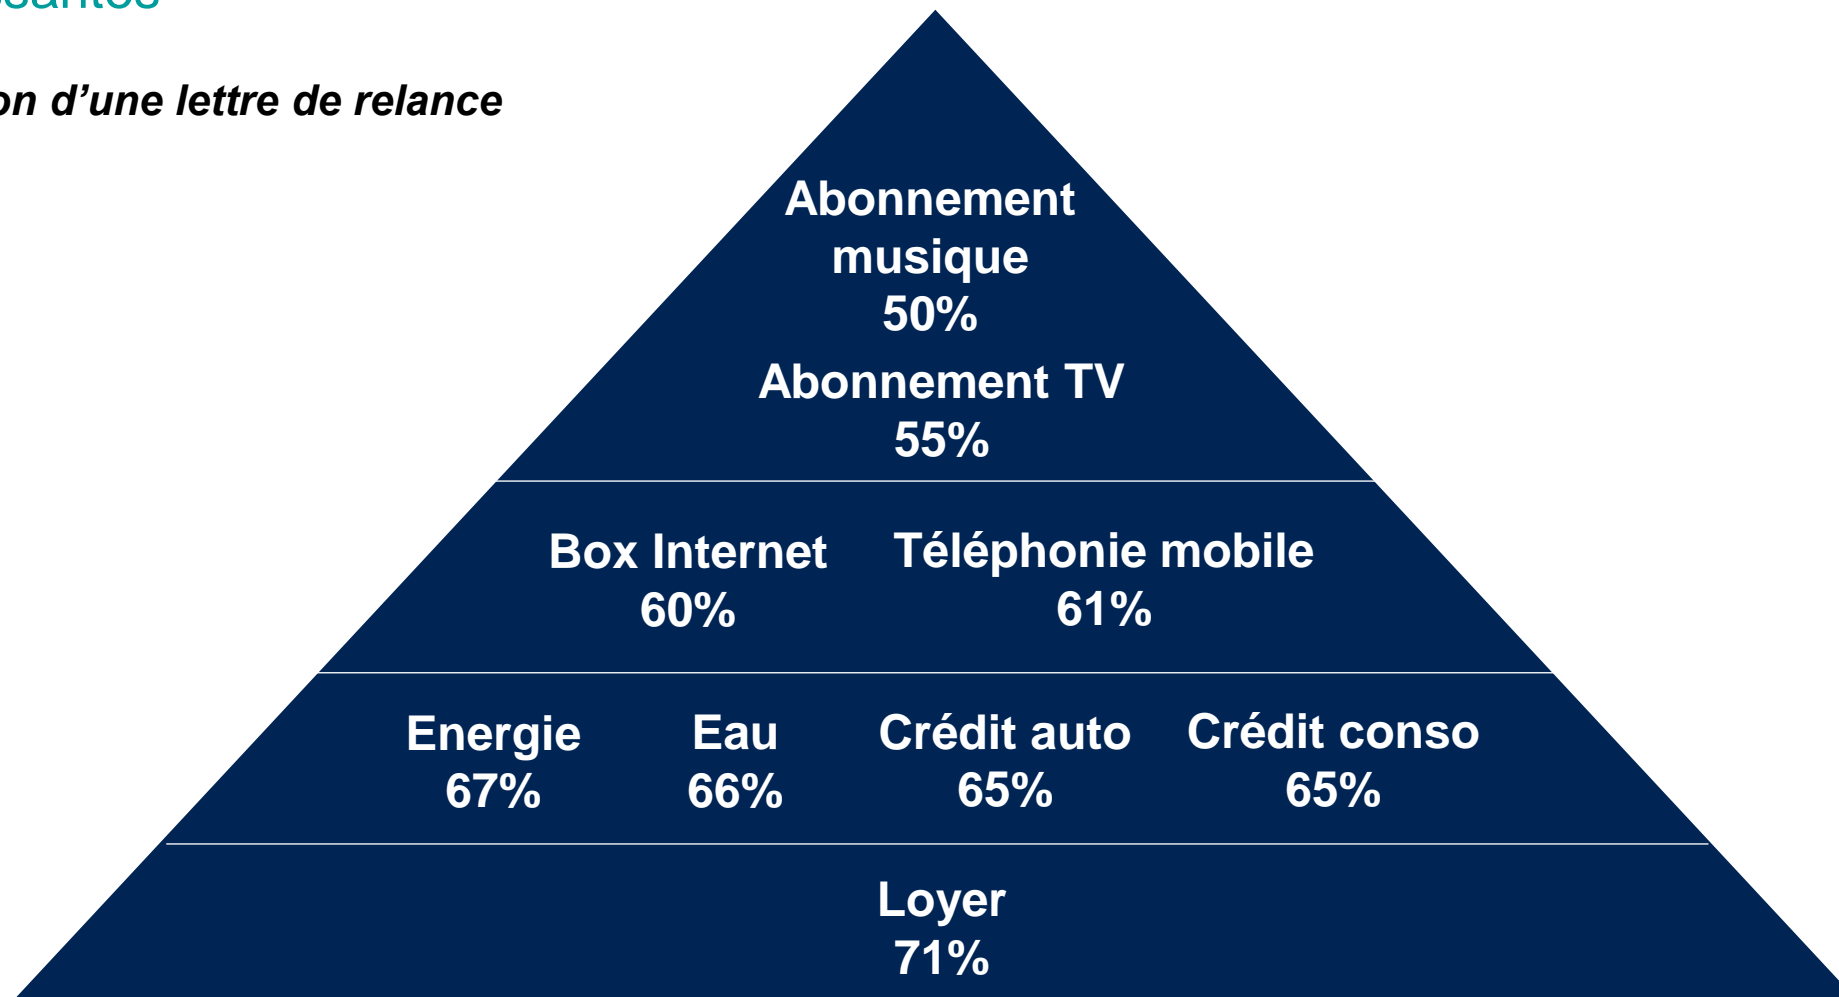 d’une lettre de relance
Abonnement
musique
50%
Abonnement TV
55%
Box Internet Téléphonie mobile
60% 61%
Energie Eau Crédit auto Crédit conso
67% 66% 65% 65%
Loyer
71%